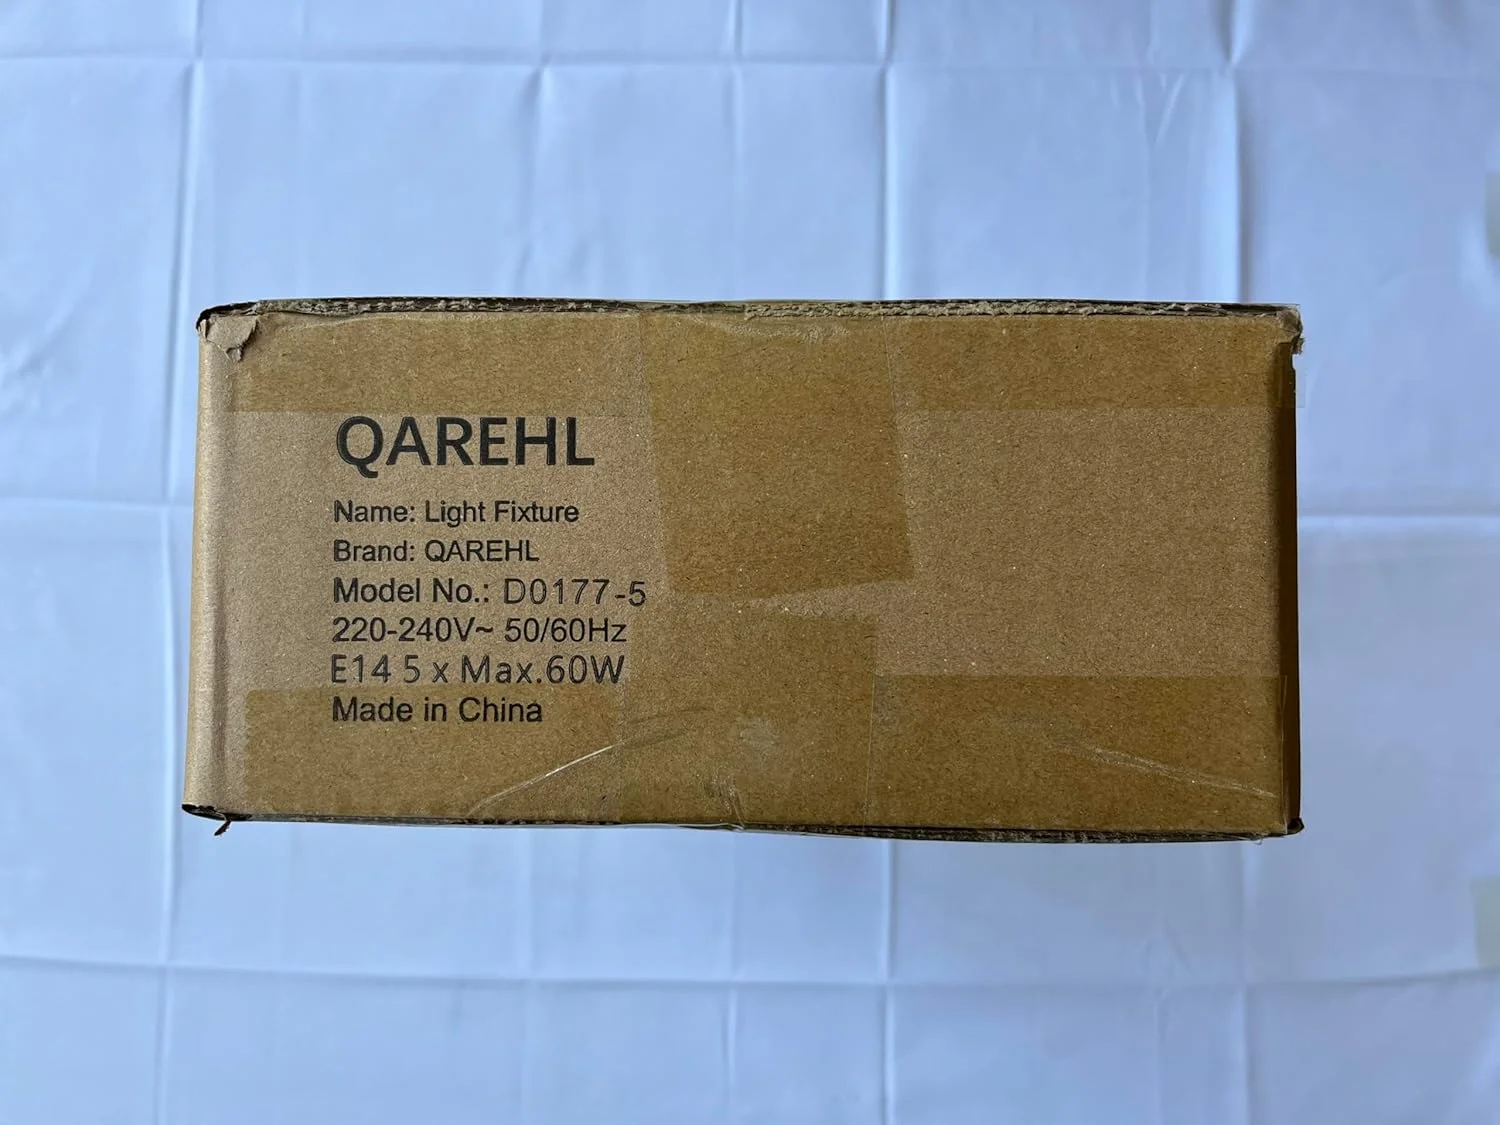 QAREHL
Name: Light Fixture
Brand: QAREHL
Model No.: D0177-5
220-240V~ 50/60Hz
E14 5 x Max.60W
Made in China